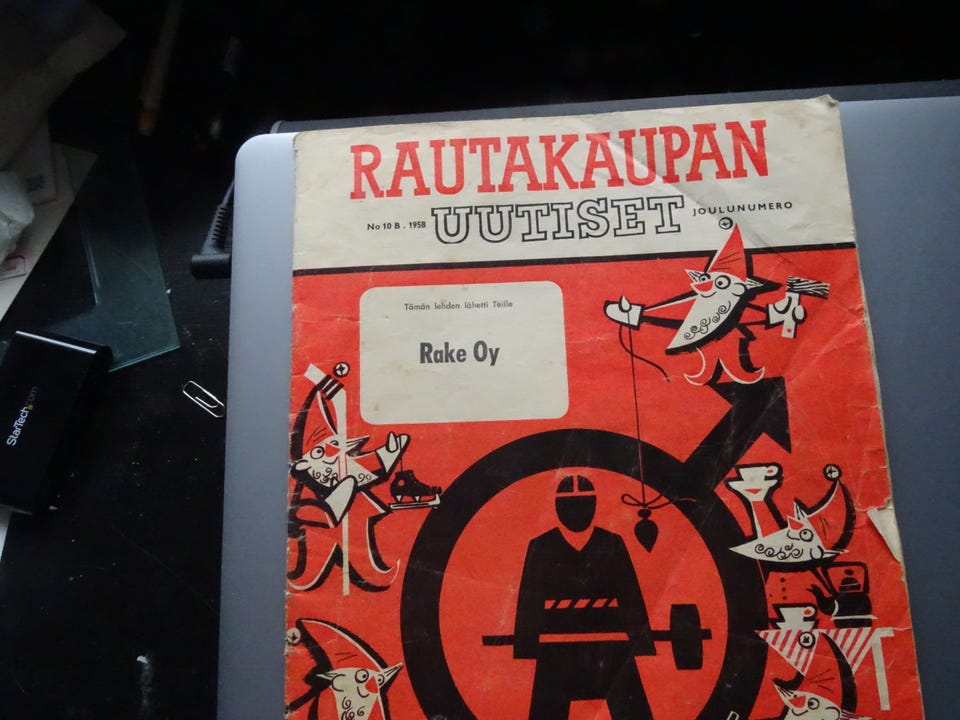 RAUTAKAUPAN
No 10 B . 1958 UUTISET JOULUNUMERO
Tämän lehden lähetti Teille
Rake Oy
StarTech.com